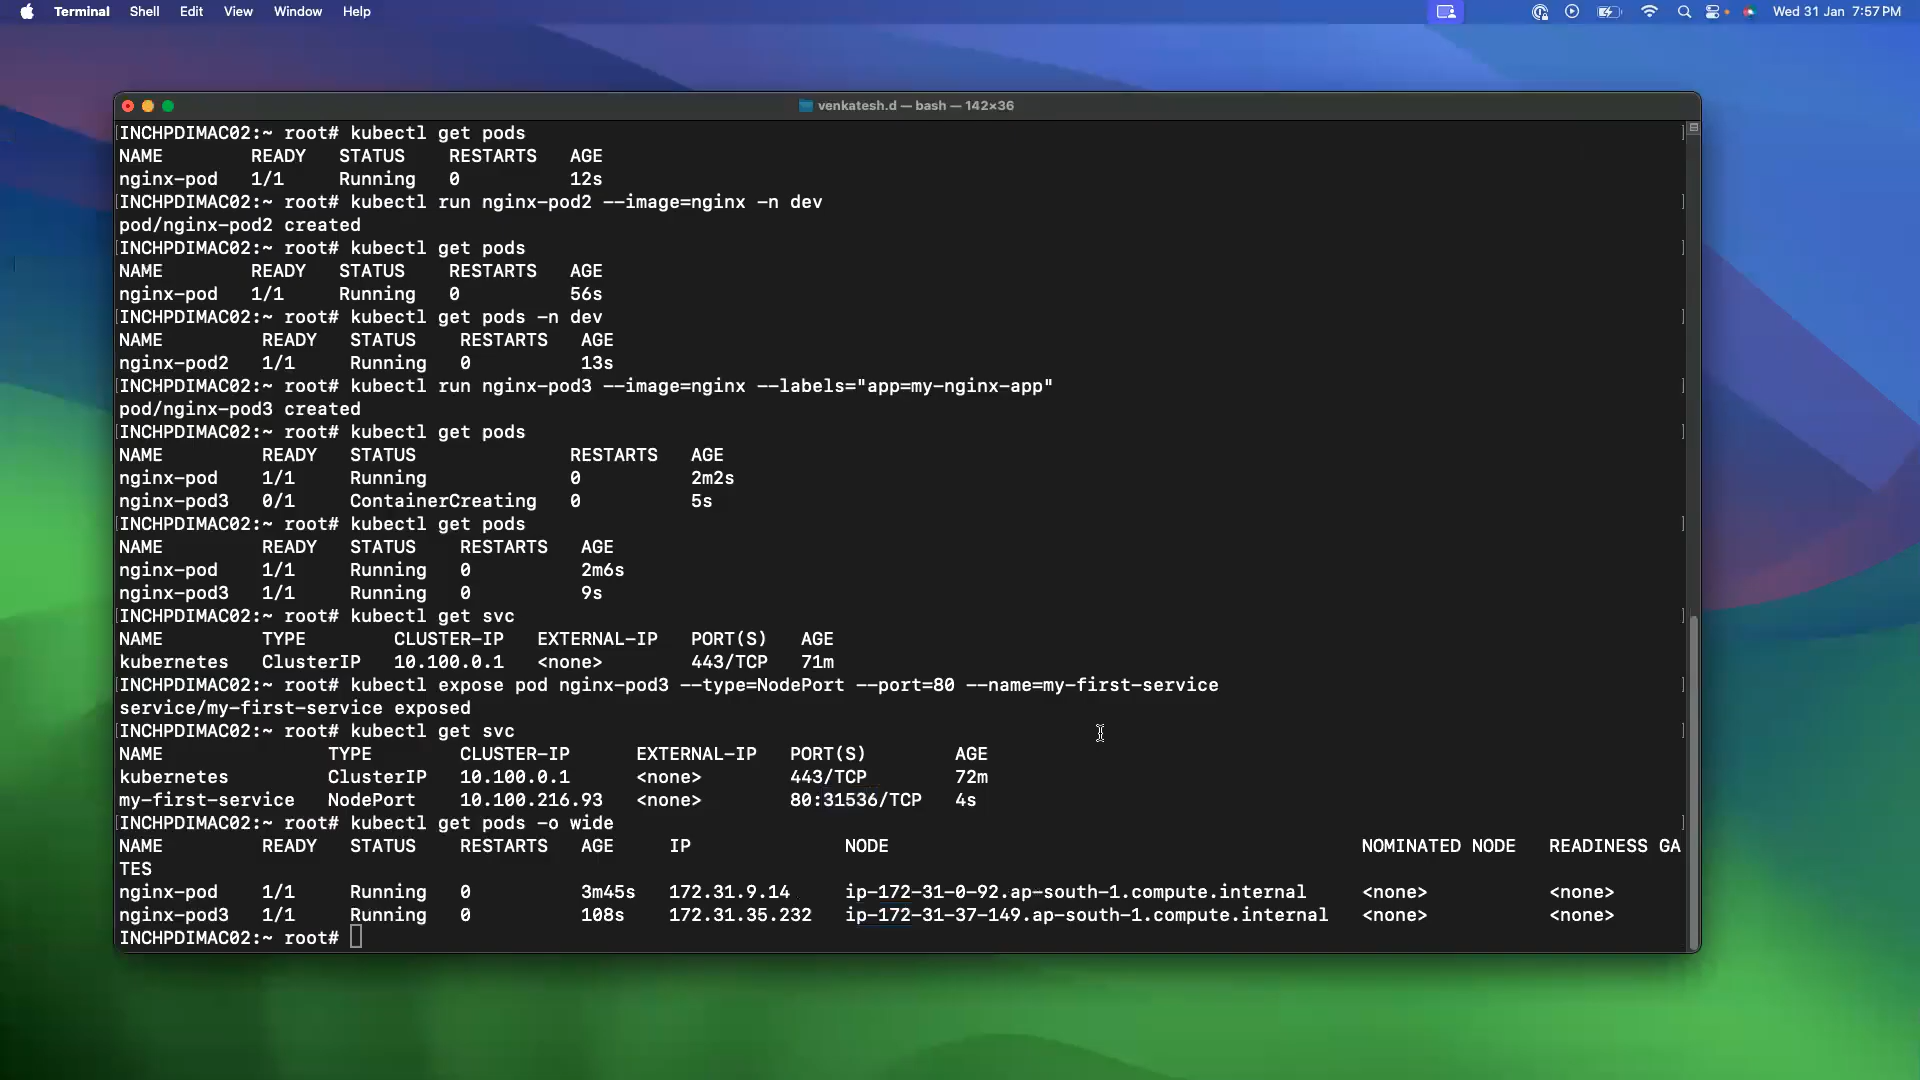 Terminal Shell Edit View Window Help Wed 31 Jan 7:57 PM
venkatesh.d — bash — 142×36
INCHPDIMAC02:~ root# kubectl get pods
NAME READY STATUS RESTARTS AGE
nginx-pod 1/1 Running 0 12s
INCHPDIMAC02:~ root# kubectl run nginx-pod2 --image=nginx -n dev
pod/nginx-pod2 created
INCHPDIMAC02:~ root# kubectl get pods
NAME READY STATUS RESTARTS AGE
nginx-pod 1/1 Running 0 56s
INCHPDIMAC02:~ root# kubectl get pods -n dev
NAME READY STATUS RESTARTS AGE
nginx-pod2 1/1 Running 0 13s
INCHPDIMAC02:~ root# kubectl run nginx-pod3 --image=nginx --labels="app=my-nginx-app"
pod/nginx-pod3 created
INCHPDIMAC02:~ root# kubectl get pods
NAME READY STATUS RESTARTS AGE
nginx-pod 1/1 Running 0 2m2s
nginx-pod3 0/1 ContainerCreating 0 5s
INCHPDIMAC02:~ root# kubectl get pods
NAME READY STATUS RESTARTS AGE
nginx-pod 1/1 Running 0 2m6s
nginx-pod3 1/1 Running 0 9s
INCHPDIMAC02:~ root# kubectl get svc
NAME TYPE CLUSTER-IP EXTERNAL-IP PORT(S) AGE
kubernetes ClusterIP 10.100.0.1 <none> 443/TCP 71m
INCHPDIMAC02:~ root# kubectl expose pod nginx-pod3 --type=NodePort --port=80 --name=my-first-service
service/my-first-service exposed
INCHPDIMAC02:~ root# kubectl get svc
NAME TYPE CLUSTER-IP EXTERNAL-IP PORT(S) AGE
kubernetes ClusterIP 10.100.0.1 <none> 443/TCP 72m
my-first-service NodePort 10.100.216.93 <none> 80:31536/TCP 4s
INCHPDIMAC02:~ root# kubectl get pods -o wide
NAME READY STATUS RESTARTS AGE IP NODE NOMINATED NODE READINESS GA
TES
nginx-pod 1/1 Running 0 3m45s 172.31.9.14 ip-172-31-0-92.ap-south-1.compute.internal <none> <none>
nginx-pod3 1/1 Running 0 108s 172.31.35.232 ip-172-31-37-149.ap-south-1.compute.internal <none> <none>
INCHPDIMAC02:~ root#